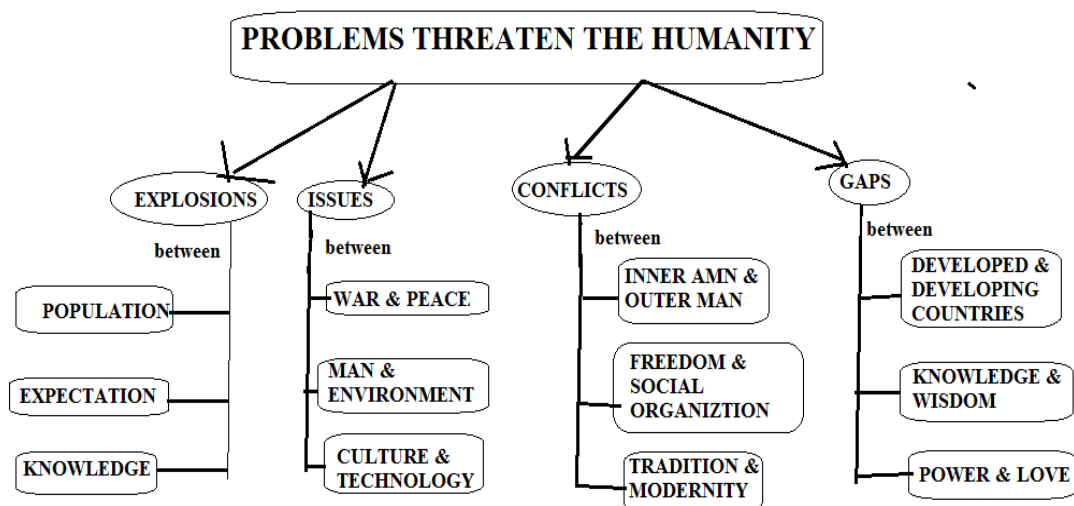 PROBLEMS THREATEN THE HUMANITY
EXPLOSIONS
between
POPULATION
EXPECTATION
KNOWLEDGE
ISSUES
between
WAR & PEACE
MAN &
ENVIRONMENT
CULTURE &
TECHNOLOGY
CONFLICTS
between
INNER AMN &
OUTER MAN
FREEDOM &
SOCIAL
ORGANIZTION
TRADITION &
MODERNITY
GAPS
between
DEVELOPED &
DEVELOPING
COUNTRIES
KNOWLEDGE &
WISDOM
POWER & LOVE